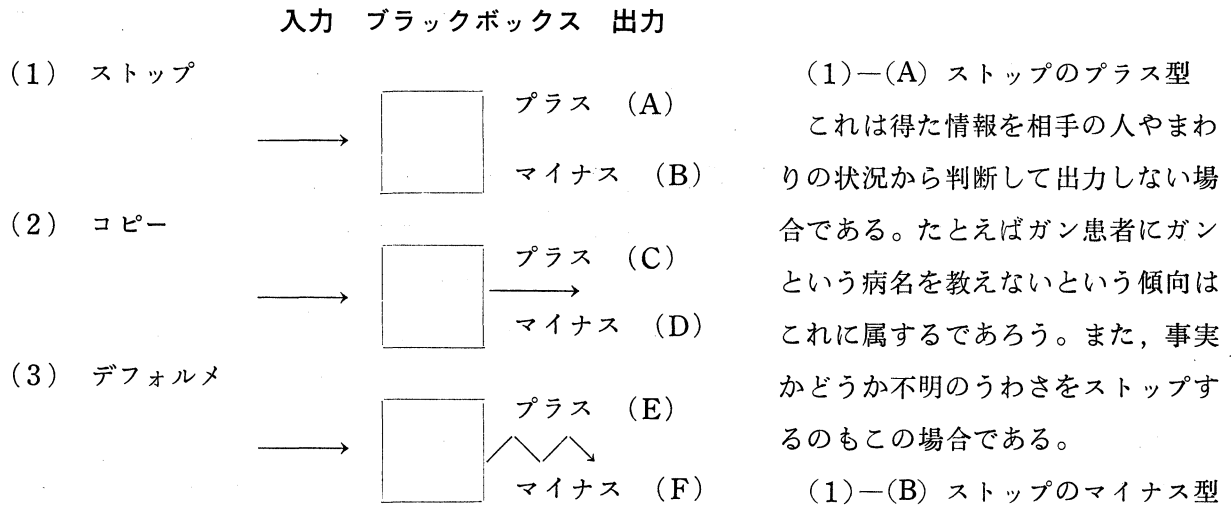 入力 ブラックボックス 出力
(1) ストップ
プラス (A)
マイナス (B)
(2) コピー
プラス (C)
マイナス (D)
(3) デフォルメ
プラス (E)
マイナス (F)
(1)—(A) ストップのプラス型
これは得た情報を相手の人やまわ
りの状況から判断して出力しない場
合である。たとえばガン患者にガン
という病名を教えないという傾向は
これに属するであろう。また，事実
かどうか不明のうわさをストップす
るのもこの場合である。
(1)—(B) ストップのマイナス型